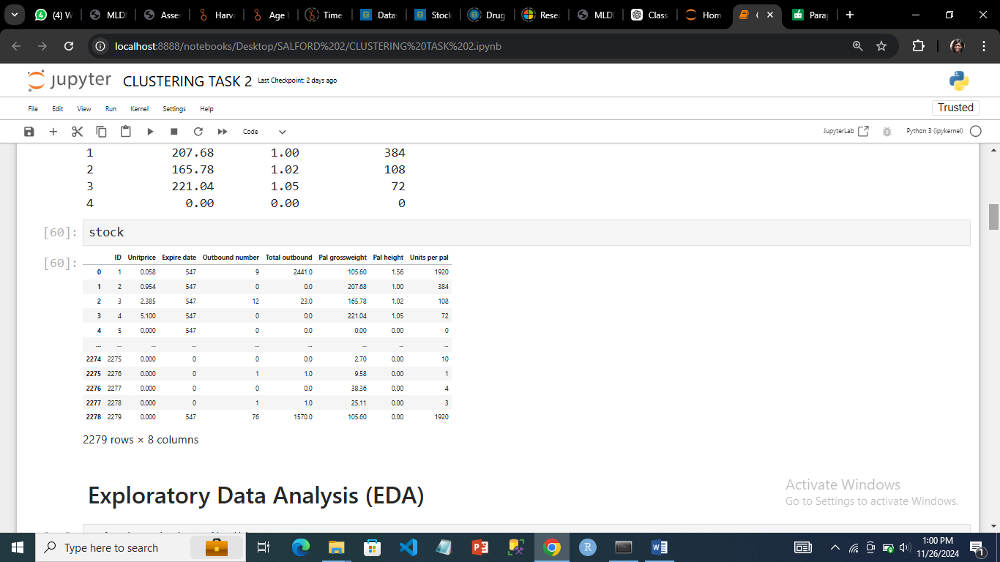 (4) W
MLDI
Asses
Harva
Age I
Time
Data
Stock
Drug
Rese
MLDI
Class
Hom
(
Parap
localhost:8888/notebooks/Desktop/SALFORD%202/CLUSTERING%20TASK%202.ipynb
jupyter CLUSTERING TASK 2 Last Checkpoint: 2 days ago
File Edit View Run Kernel Settings Help Trusted
Code JupyterLab Python 3 (ipykernel)
1 207.68 1.00 384
2 165.78 1.02 108
3 221.04 1.05 72
4 0.00 0.00 0
[60]: stock
[60]:
ID Unitprice Expire date Outbound number Total outbound Pal grossweight Pal height Units per pal
0 1 0.058 547 9 2441.0 105.60 1.56 1920
1 2 0.954 547 0 0.0 207.68 1.00 384
2 3 2.385 547 12 23.0 165.78 1.02 108
3 4 5.100 547 0 0.0 221.04 1.05 72
4 5 0.000 547 0 0.0 0.00 0.00 0
... ... ... ... ... ... ... ... ...
2274 2275 0.000 0 0 0.0 2.70 0.00 10
2275 2276 0.000 0 1 1.0 9.58 0.00 1
2276 2277 0.000 0 0 0.0 38.36 0.00 4
2277 2278 0.000 0 1 1.0 25.11 0.00 3
2278 2279 0.000 547 76 1570.0 105.60 0.00 1920
2279 rows × 8 columns
Exploratory Data Analysis (EDA)
Activate Windows
Go to Settings to activate Windows.
Type here to search
1:00 PM
11/26/2024
1